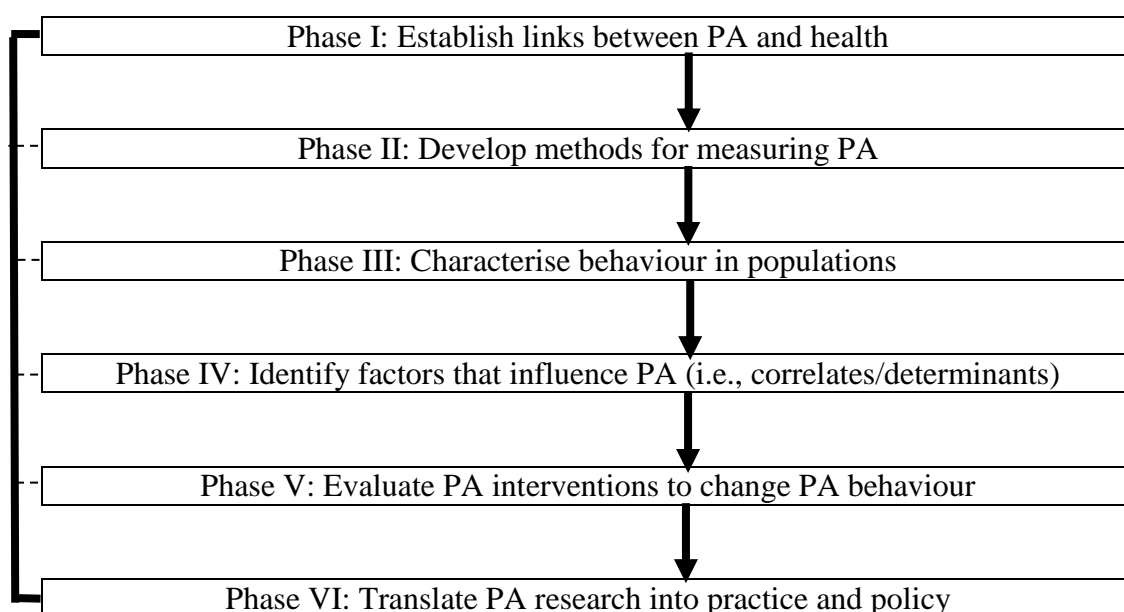 Phase I: Establish links between PA and health
Phase II: Develop methods for measuring PA
Phase III: Characterise behaviour in populations
Phase IV: Identify factors that influence PA (i.e., correlates/determinants)
Phase V: Evaluate PA interventions to change PA behaviour
Phase VI: Translate PA research into practice and policy